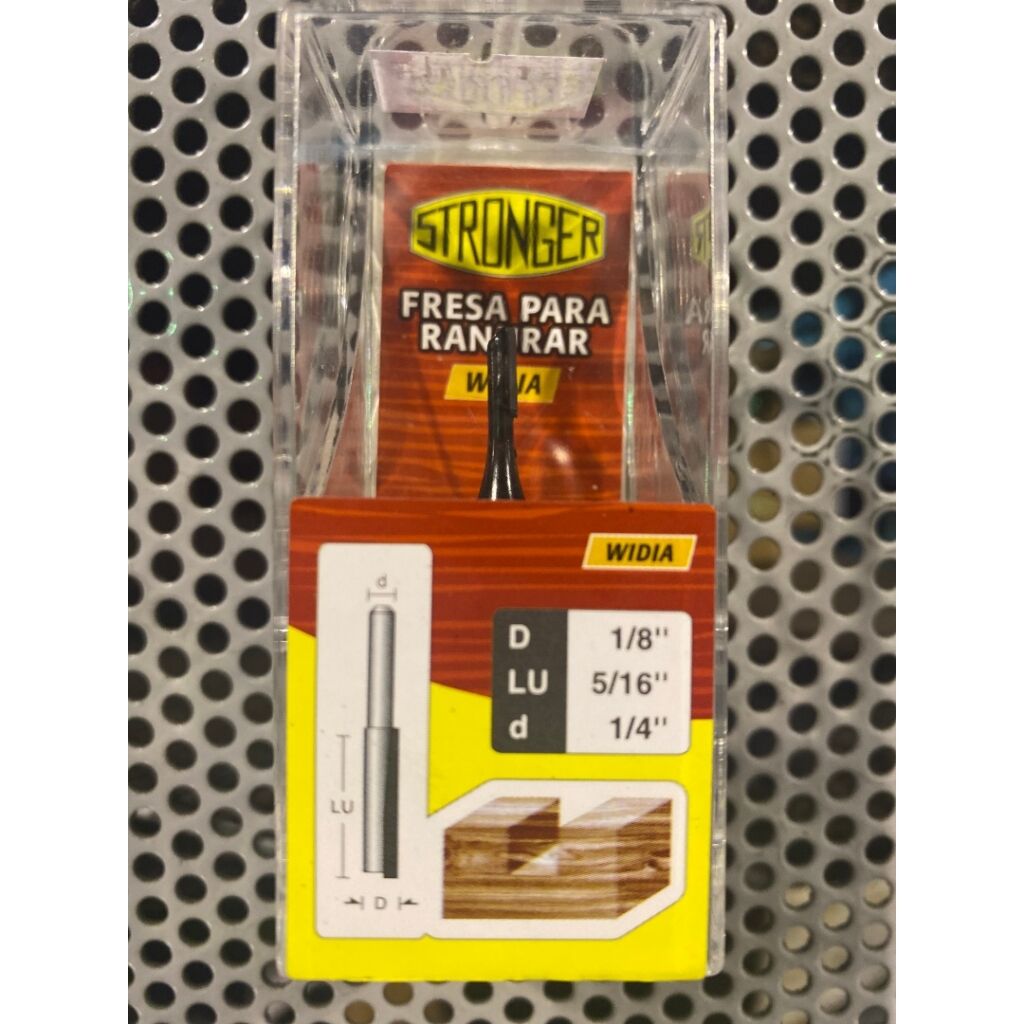 STRONGER
FRESA PARA
RANURAR
WIDIA
WIDIA
d
D 1/8"
LU 5/16"
d 1/4"
LU
D